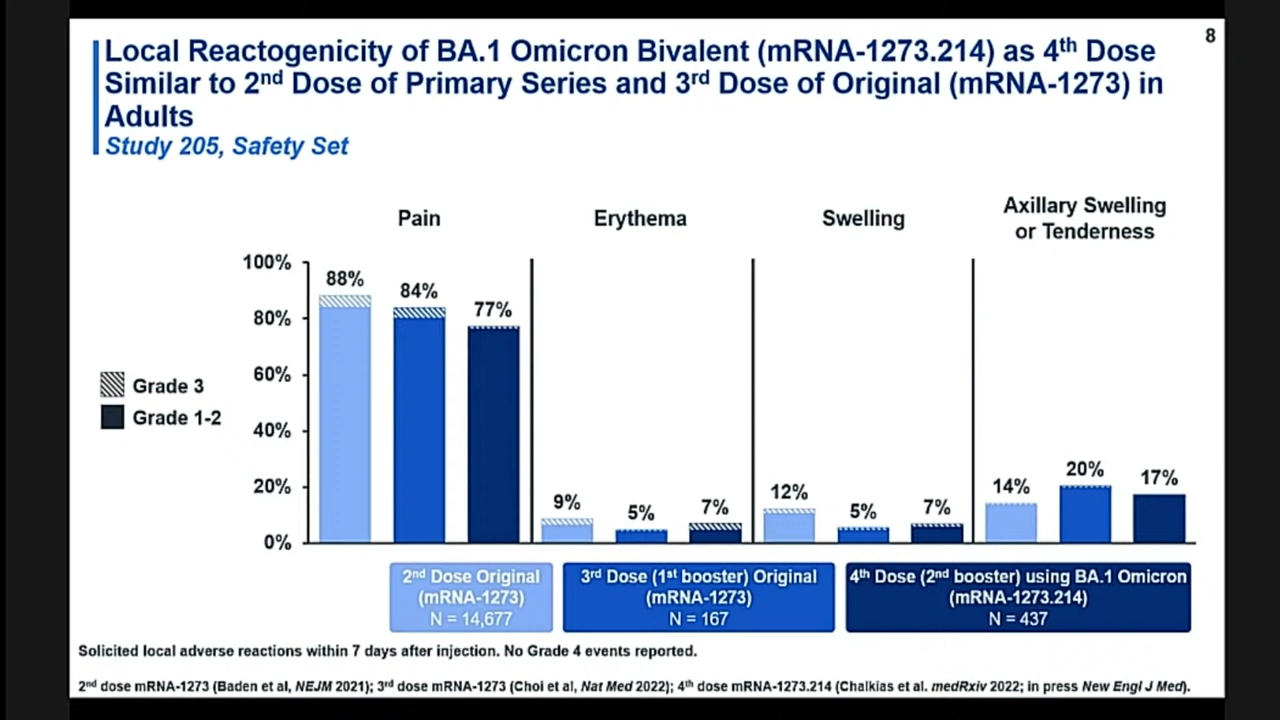 8
Local Reactogenicity of BA.1 Omicron Bivalent (mRNA-1273.214) as 4th Dose
Similar to 2nd Dose of Primary Series and 3rd Dose of Original (mRNA-1273) in
Adults
Study 205, Safety Set
Pain
Erythema
Swelling
Axillary Swelling
or Tenderness
100%
80%
60%
40%
20%
0%
Grade 3
Grade 1-2
88%
84%
77%
9%
5%
7%
12%
5%
7%
14%
20%
17%
2nd Dose Original
(mRNA-1273)
N = 14,677
3rd Dose (1st booster) Original
(mRNA-1273)
N = 167
4th Dose (2nd booster) using BA.1 Omicron
(mRNA-1273.214)
N = 437
Solicited local adverse reactions within 7 days after injection. No Grade 4 events reported.
2nd dose mRNA-1273 (Baden et al, NEJM 2021); 3rd dose mRNA-1273 (Choi et al, Nat Med 2022); 4th dose mRNA-1273.214 (Chalkias et al. medRxiv 2022; in press New Engl J Med).